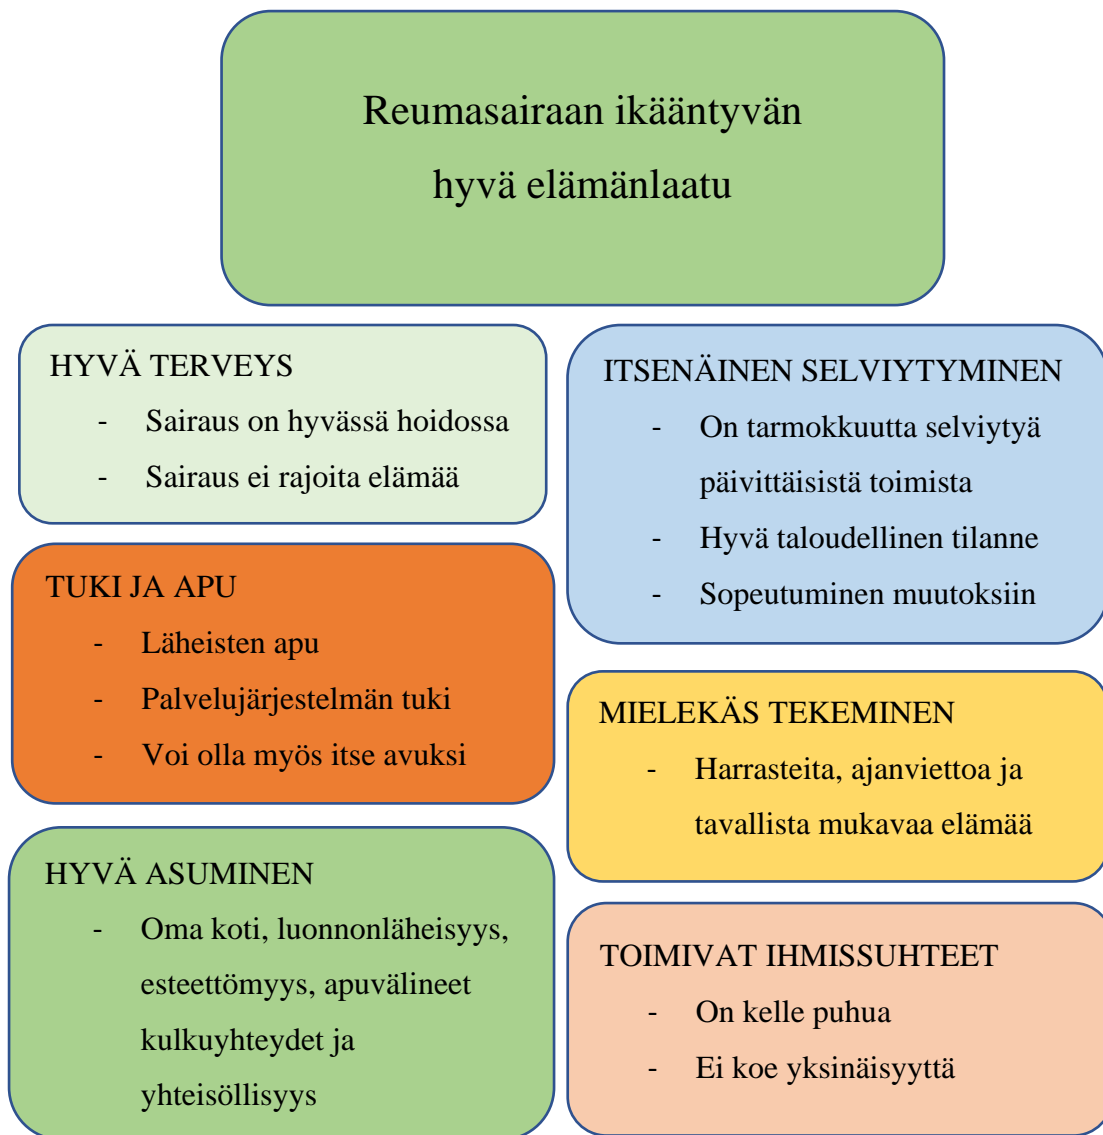 Reumasairaan ikääntyvän
hyvä elämänlaatu
HYVÄ TERVEYS
- Sairaus on hyvässä hoidossa
- Sairaus ei rajoita elämää
TUKI JA APU
- Läheisten apu
- Palvelujärjestelmän tuki
- Voi olla myös itse avuksi
HYVÄ ASUMINEN
- Oma koti, luonnonläheisyys,
esteettömyys, apuvälineet
kulkuyhteydet ja
yhteisöllisyys
ITSENÄINEN SELVIYTYMINEN
- On tarmokkuutta selviytyä
päivittäisistä toimista
- Hyvä taloudellinen tilanne
- Sopeutuminen muutoksiin
MIELEKÄS TEKEMINEN
- Harrasteita, ajanviettoa ja
tavallista mukavaa elämää
TOIMIVAT IHMISSUHTEET
- On kelle puhua
- Ei koe yksinäisyyttä